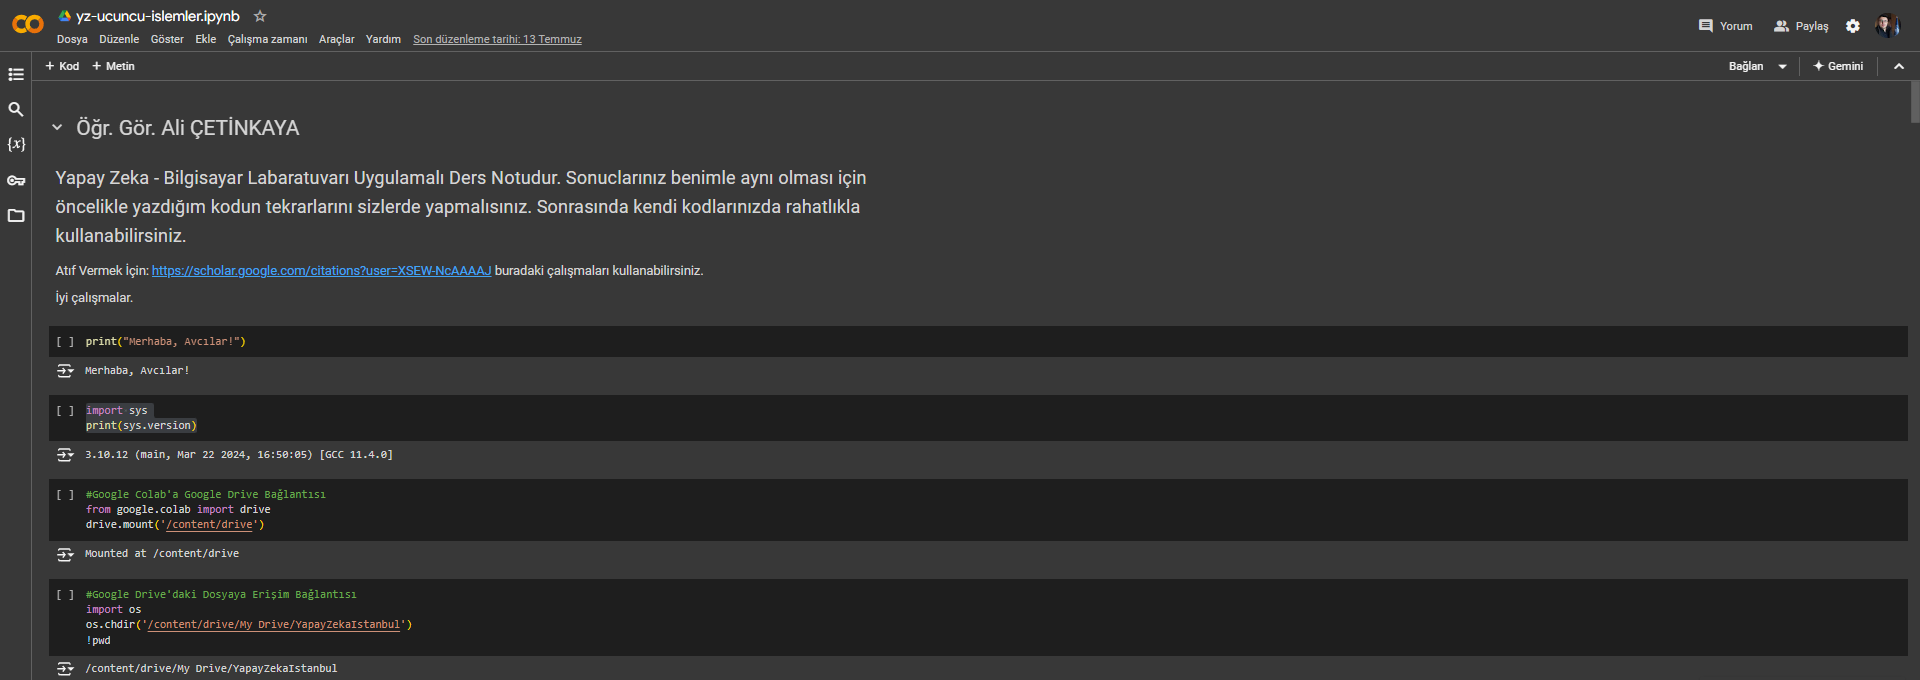 yz-ucuncu-islemler.ipynb
Dosya Düzenle Göster Ekle Çalışma zamanı Araçlar Yardım Son düzenleme tarihi: 13 Temmuz
Yorum Paylaş
+ Kod + Metin
Bağlan Gemini
Öğr. Gör. Ali ÇETİNKAYA
Yapay Zeka - Bilgisayar Labaratuvarı Uygulamalı Ders Notudur. Sonuclarınız benimle aynı olması için
öncelikle yazdığım kodun tekrarlarını sizlerde yapmalısınız. Sonrasında kendi kodlarınızda rahatlıkla
kullanabilirsiniz.
Atıf Vermek İçin: https://scholar.google.com/citations?user=XSEW-NcAAAAJ buradaki çalışmaları kullanabilirsiniz.
İyi çalışmalar.
[ ] print("Merhaba, Avcılar!")
Merhaba, Avcılar!
[ ] import sys
print(sys.version)
3.10.12 (main, Mar 22 2024, 16:50:05) [GCC 11.4.0]
[ ] #Google Colab'a Google Drive Bağlantısı
from google.colab import drive
drive.mount('/content/drive')
Mounted at /content/drive
[ ] #Google Drive'daki Dosyaya Erişim Bağlantısı
import os
os.chdir('/content/drive/My Drive/YapayZekaIstanbul')
!pwd
/content/drive/My Drive/YapayZekaIstanbul